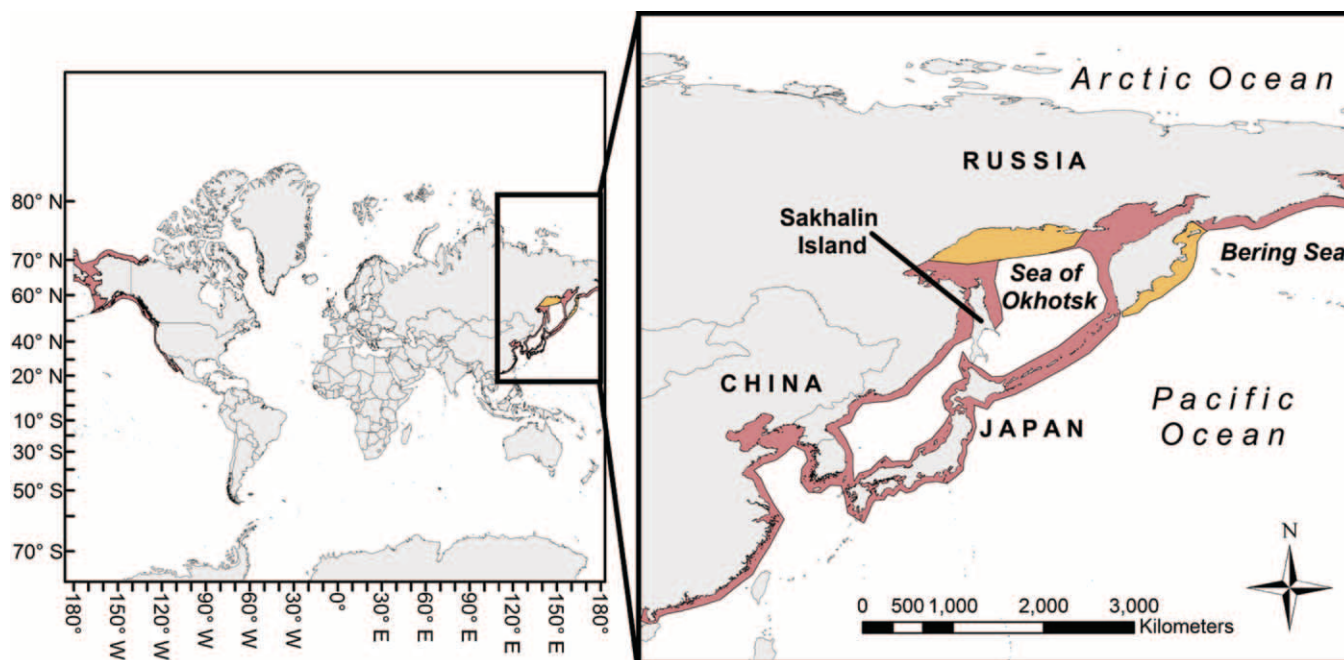 80° N
70° N
60° N
40° N
20° N
10° S
30° S
50° S
70° S
180°
150° W
120° W
90° W
60° W
30° W
0°
30° E
60° E
90° E
120° E
150° E
180°
Arctic Ocean
RUSSIA
Sakhalin
Island
Bering Sea
Sea of
Okhotsk
CHINA
JAPAN
Pacific
Ocean
N
0 500 1,000 2,000 3,000
Kilometers